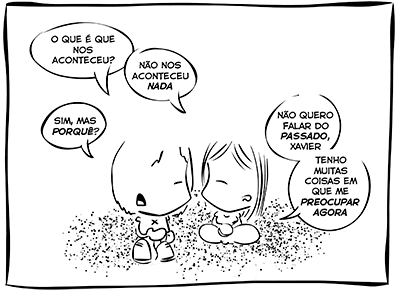 O QUE É QUE
NOS
ACONTECEU?
NÃO NOS
ACONTECEU
NADA
SIM, MAS
PORQUÊ?
NÃO QUERO
FALAR DO
PASSADO,
XAVIER
TENHO
MUITAS
COISAS EM
QUE ME
PREOCUPAR
AGORA